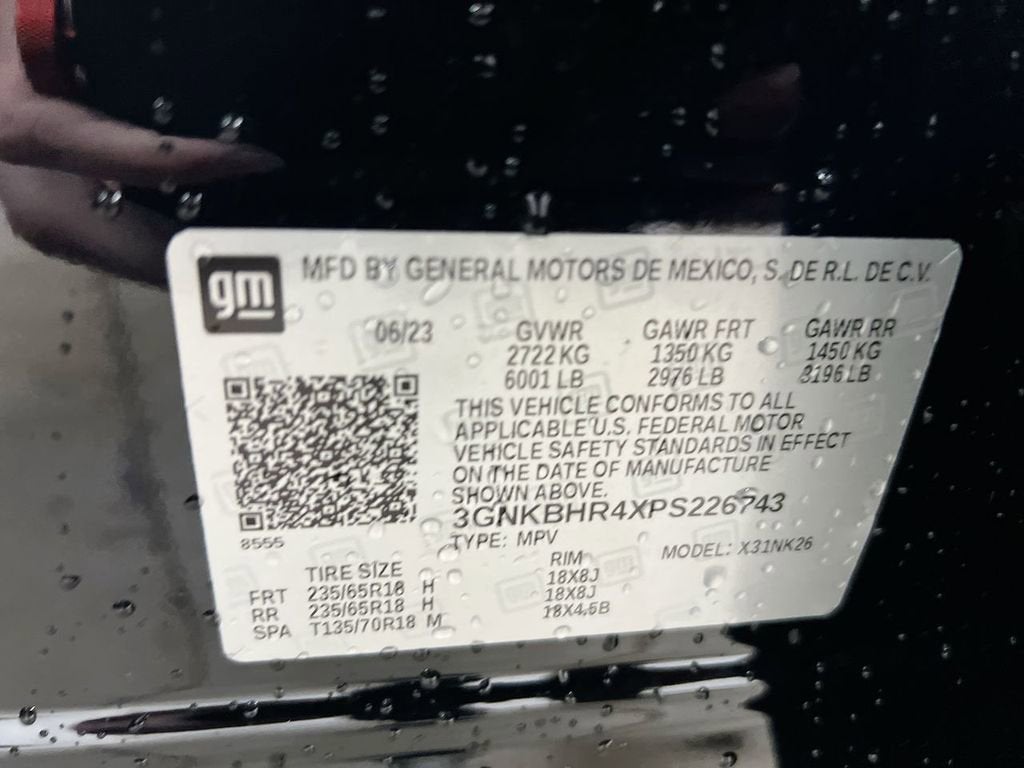 gm MFD BY GENERAL MOTORS DE MEXICO, S. DE R.L. DE C.V.
06/23 GVWR GAWR FRT GAWR RR
2722 KG 1350 KG 1450 KG
6001 LB 2976 LB 3196 LB
THIS VEHICLE CONFORMS TO ALL
APPLICABLE U.S. FEDERAL MOTOR
VEHICLE SAFETY STANDARDS IN EFFECT
ON THE DATE OF MANUFACTURE
SHOWN ABOVE.
3GNKBHR4XPS226743
8555 TYPE: MPV MODEL: X31NK26
TIRE SIZE RIM
FRT 235/65R18 H 18X8J
RR 235/65R18 H 18X8J
SPA T135/70R18 M 18X4.5B